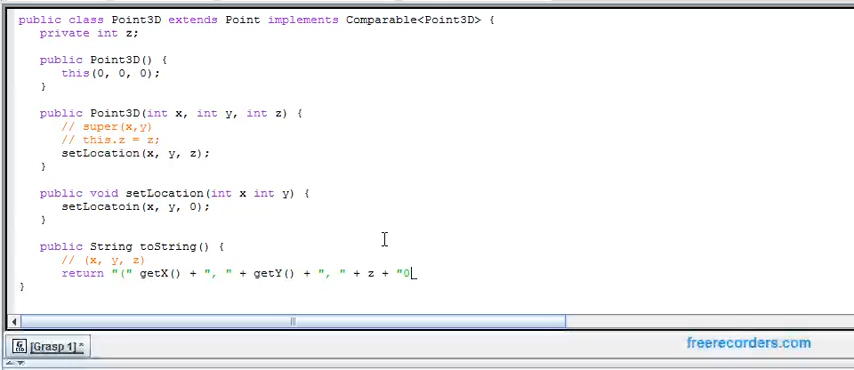 public class Point3D extends Point implements Comparable<Point3D> {
private int z;
public Point3D() {
this(0, 0, 0);
}
public Point3D(int x, int y, int z) {
// super(x,y)
// this.z = z;
setLocation(x, y, z);
}
public void setLocation(int x int y) {
setLocatoin(x, y, 0);
}
public String toString() {
// (x, y, z)
return "(" getX() + ", " + getY() + ", " + z + "0
}
[Grasp 1]*
freerecorders.com